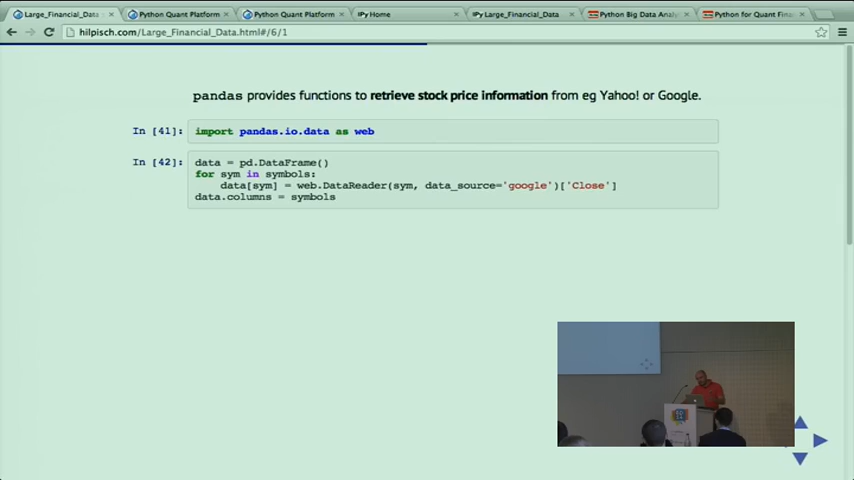 Large_Financial_Data
Python Quant Platform
Python Quant Platform
IPy Home
IPy Large_Financial_Data
Python Big Data Analy
Python for Quant Finan
hilpisch.com/Large_Financial_Data.html#/6/1
pandas provides functions to retrieve stock price information from eg Yahoo! or Google.
In [41]: import pandas.io.data as web
In [42]: data = pd.DataFrame()
for sym in symbols:
data[sym] = web.DataReader(sym, data_source='google')['Close']
data.columns = symbols